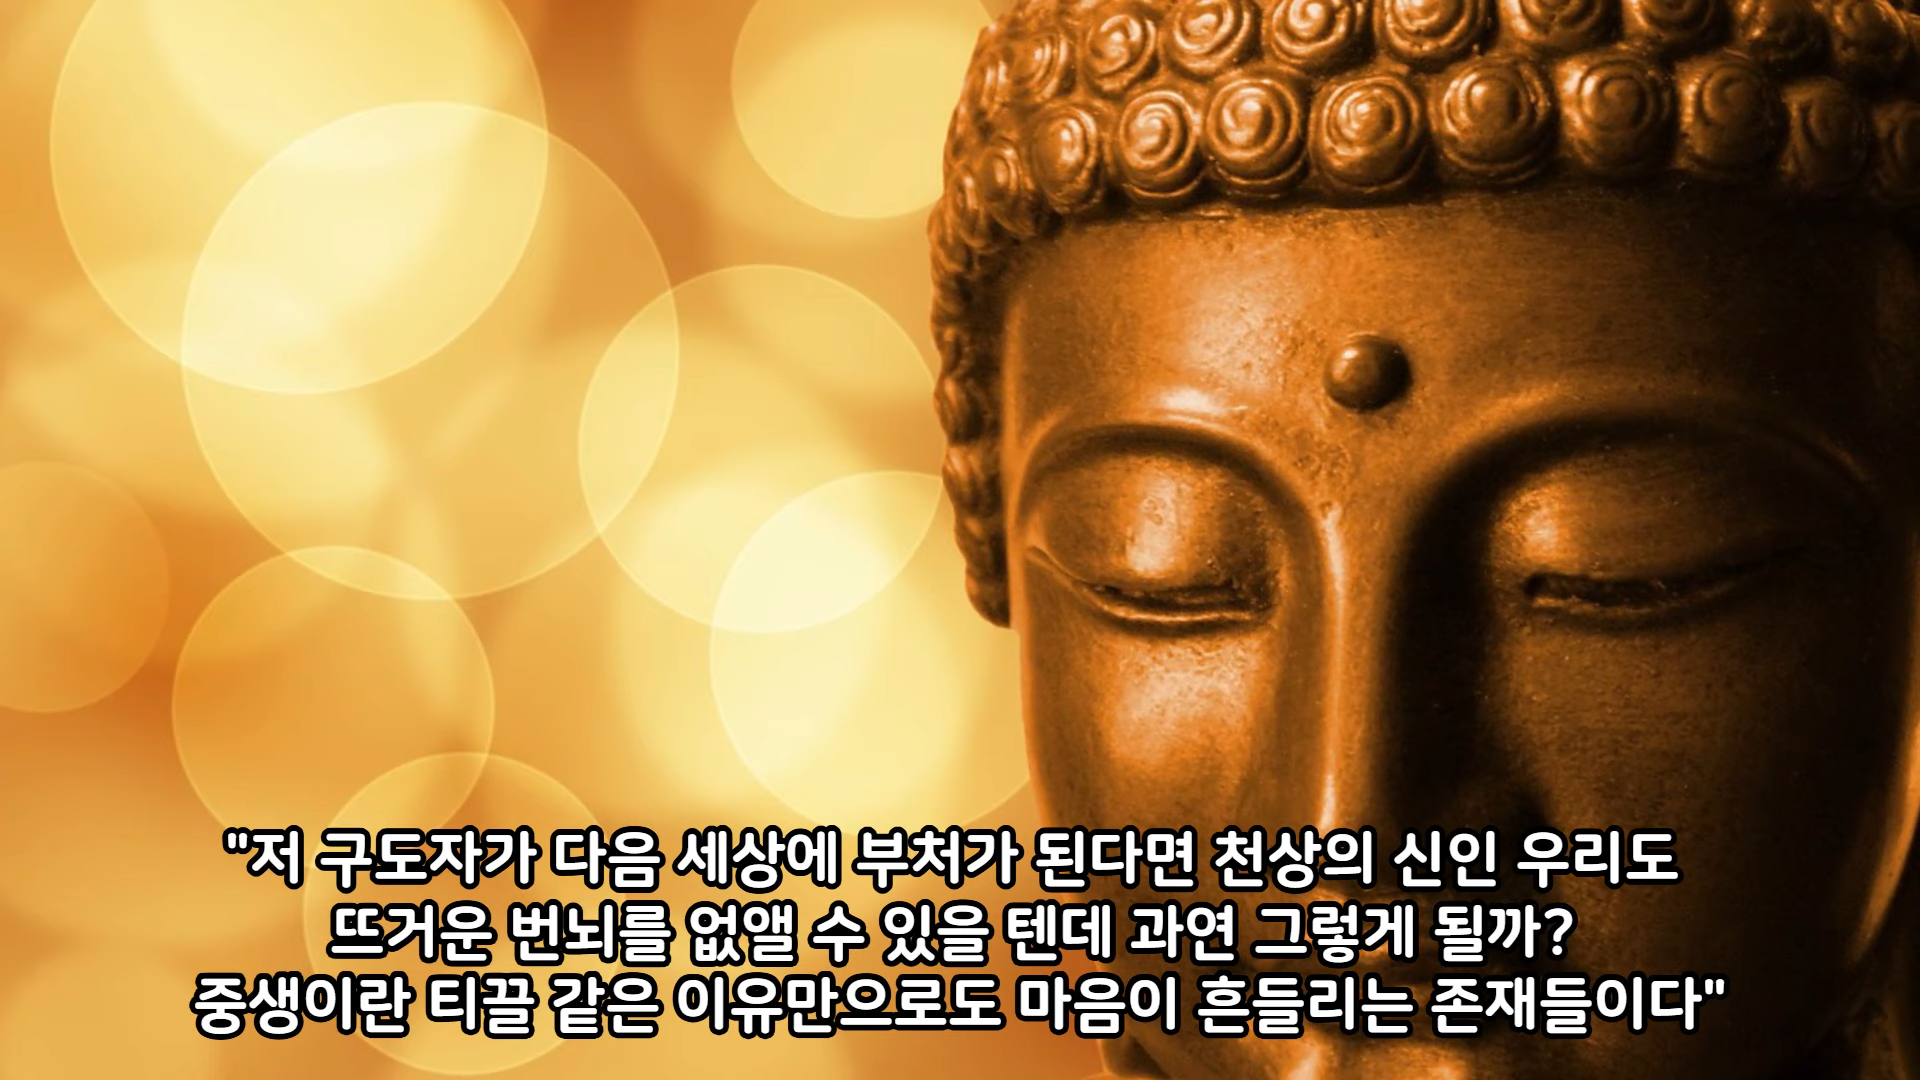 "저 구도자가 다음 세상에 부처가 된다면 천상의 신인 우리도
뜨거운 번뇌를 없앨 수 있을 텐데 과연 그렇게 될까?
중생이란 티끌 같은 이유만으로도 마음이 흔들리는 존재들이다"